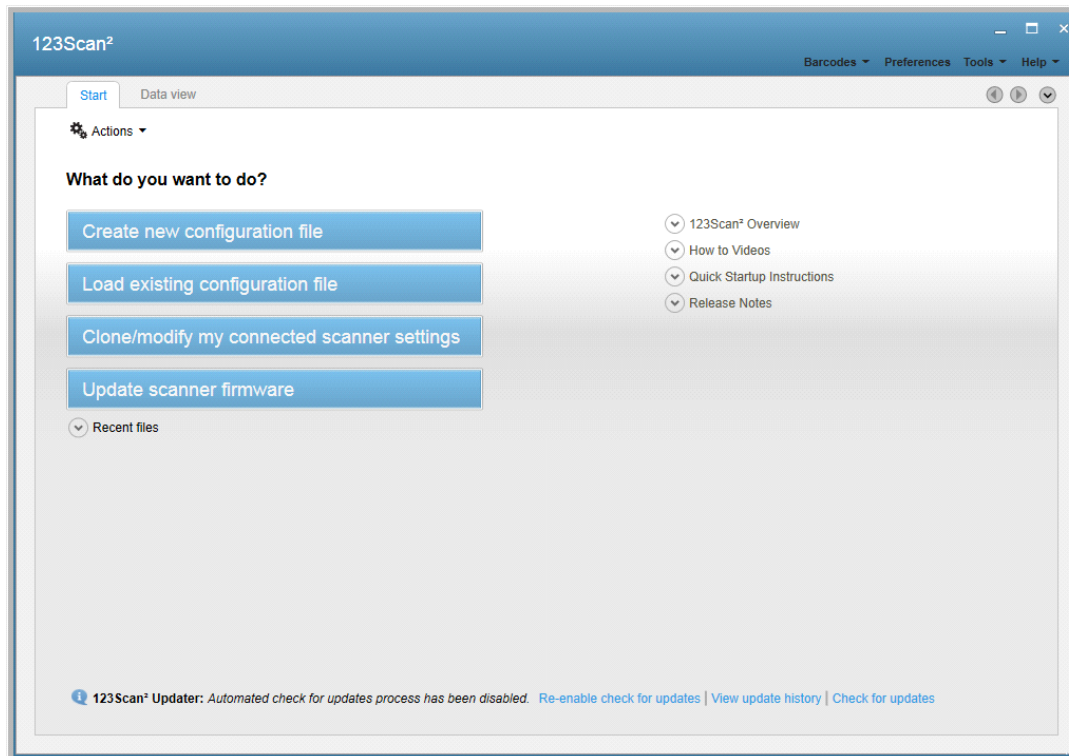 123Scan²
Barcodes Preferences Tools Help
Start Data view
Actions
What do you want to do?
Create new configuration file
Load existing configuration file
Clone/modify my connected scanner settings
Update scanner firmware
Recent files
123Scan² Overview
How to Videos
Quick Startup Instructions
Release Notes
123Scan² Updater: Automated check for updates process has been disabled. Re-enable check for updates | View update history | Check for updates